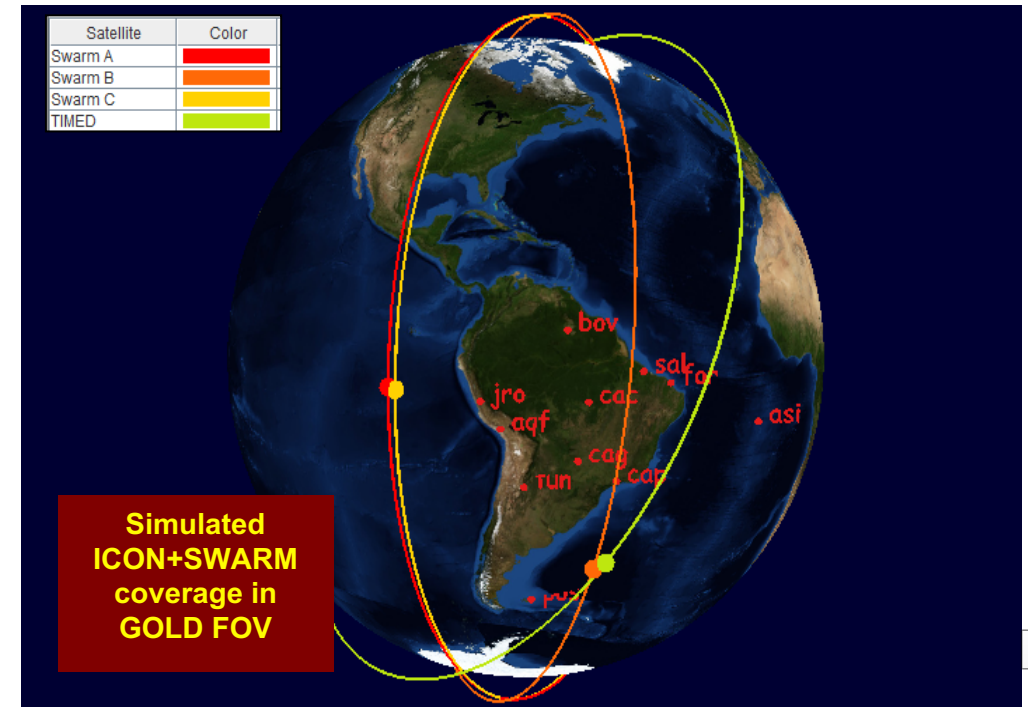 Satellite Color
Swarm A
Swarm B
Swarm C
TIMED
bov
sal
for
jro
cac
asi
aqf
cag
Tun
cap
Simulated
ICON+SWARM
coverage in
GOLD FOV